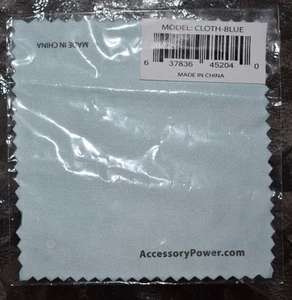 MODEL: CLOTH-BLUE
6 37836 45204 0
MADE IN CHINA
MADE IN CHINA
AccessoryPower.com